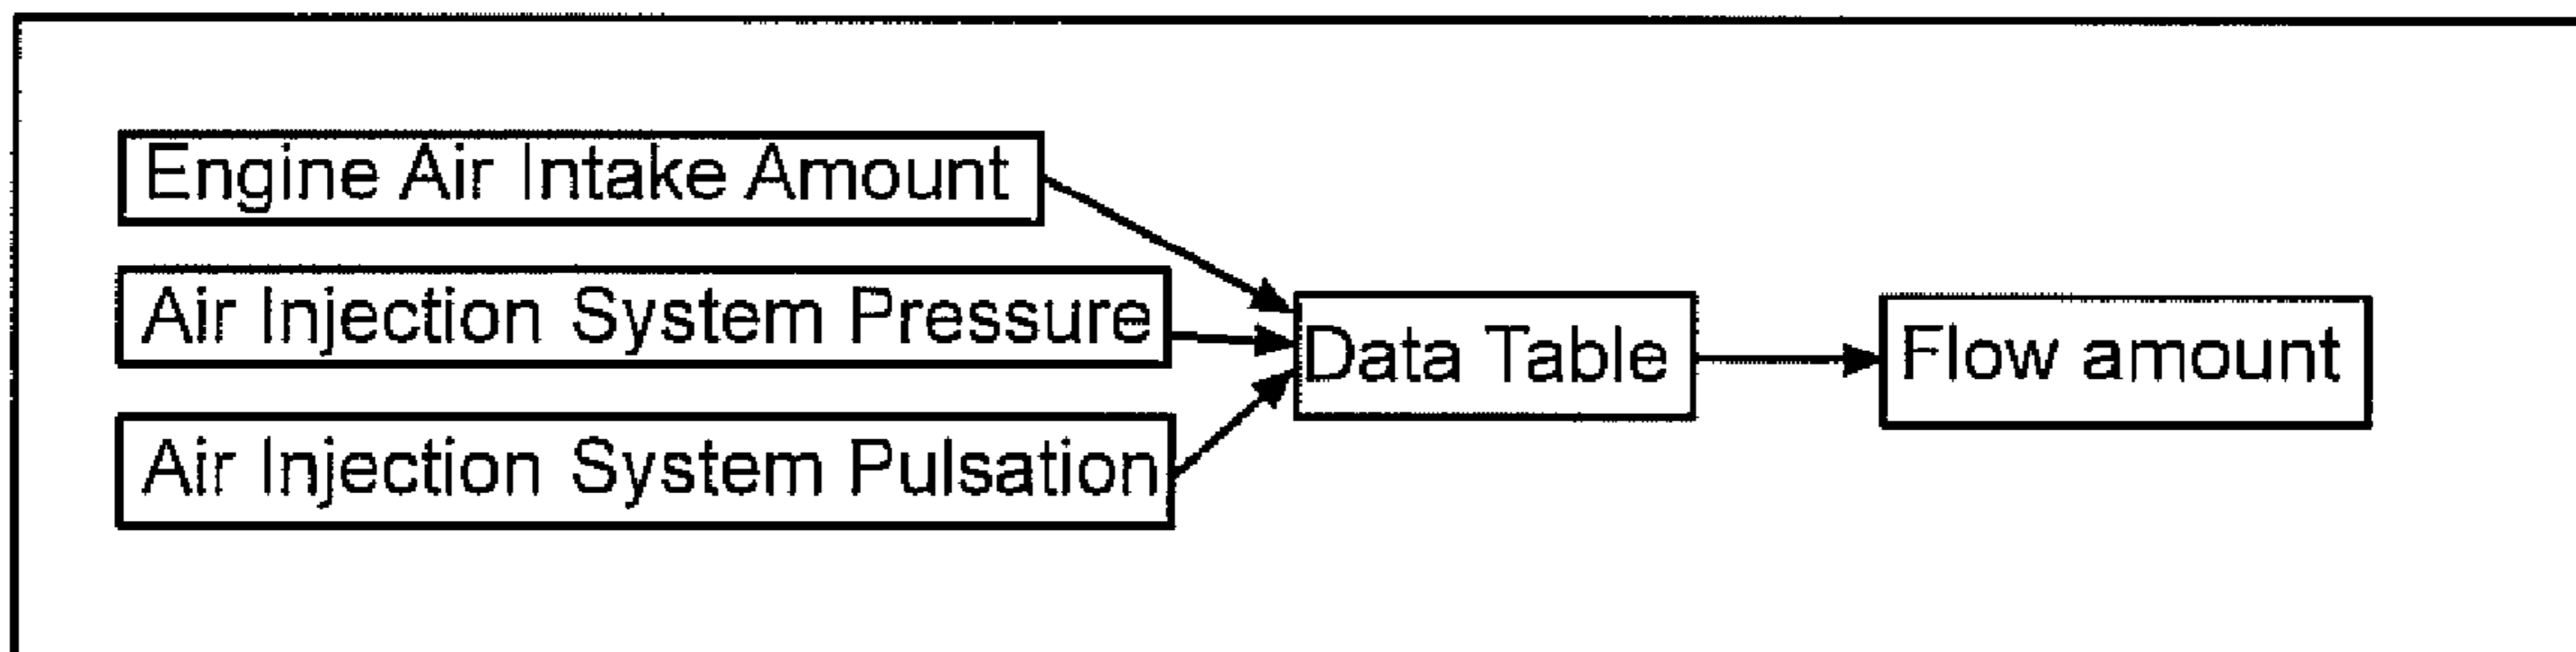 Engine Air Intake Amount
Air Injection System Pressure
Air Injection System Pulsation
Data Table
Flow amount